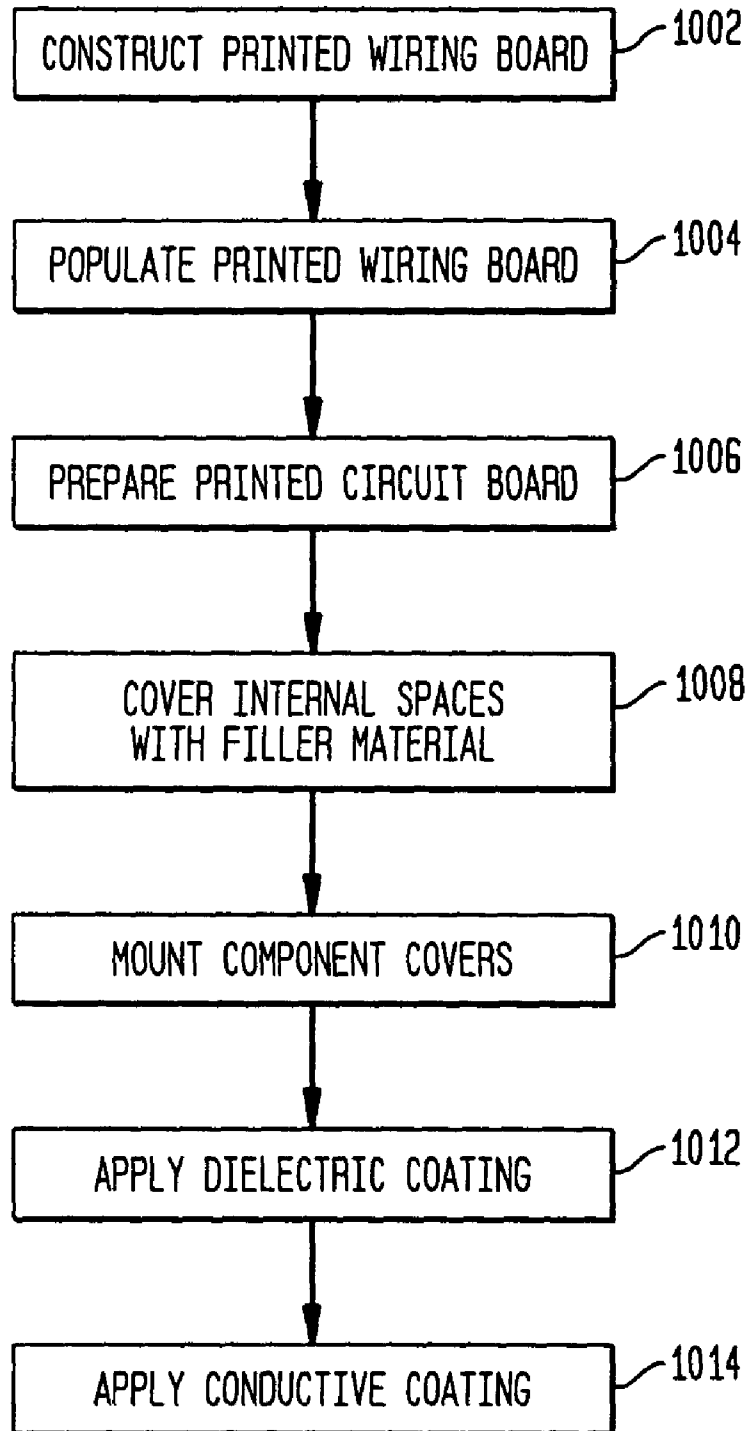 CONSTRUCT PRINTED WIRING BOARD
1002
POPULATE PRINTED WIRING BOARD
1004
PREPARE PRINTED CIRCUIT BOARD
1006
COVER INTERNAL SPACES
WITH FILLER MATERIAL
1008
MOUNT COMPONENT COVERS
1010
APPLY DIELECTRIC COATING
1012
APPLY CONDUCTIVE COATING
1014